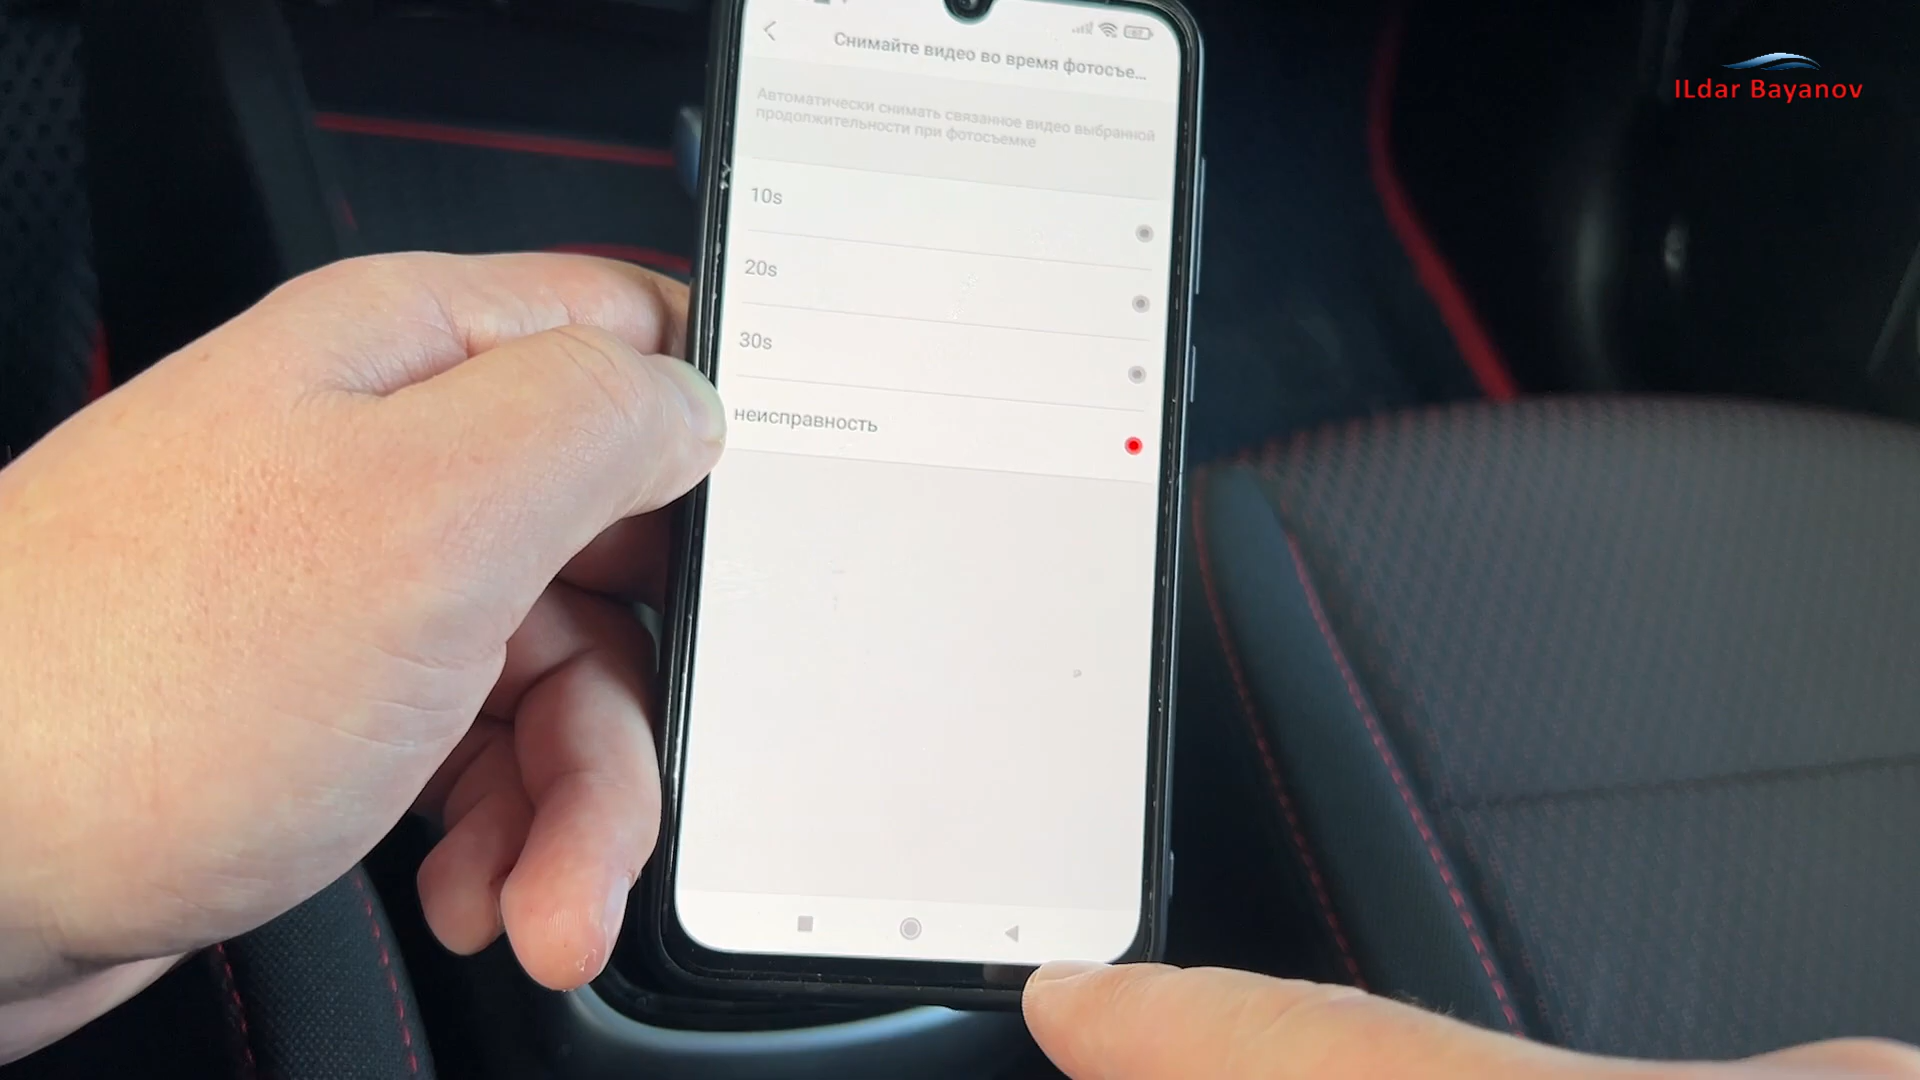 ILdar Bayanov
Снимайте видео во время фотосъе...
Автоматически снимать связанное видео выбранной
продолжительности при фотосъемке
10s
20s
30s
неисправность